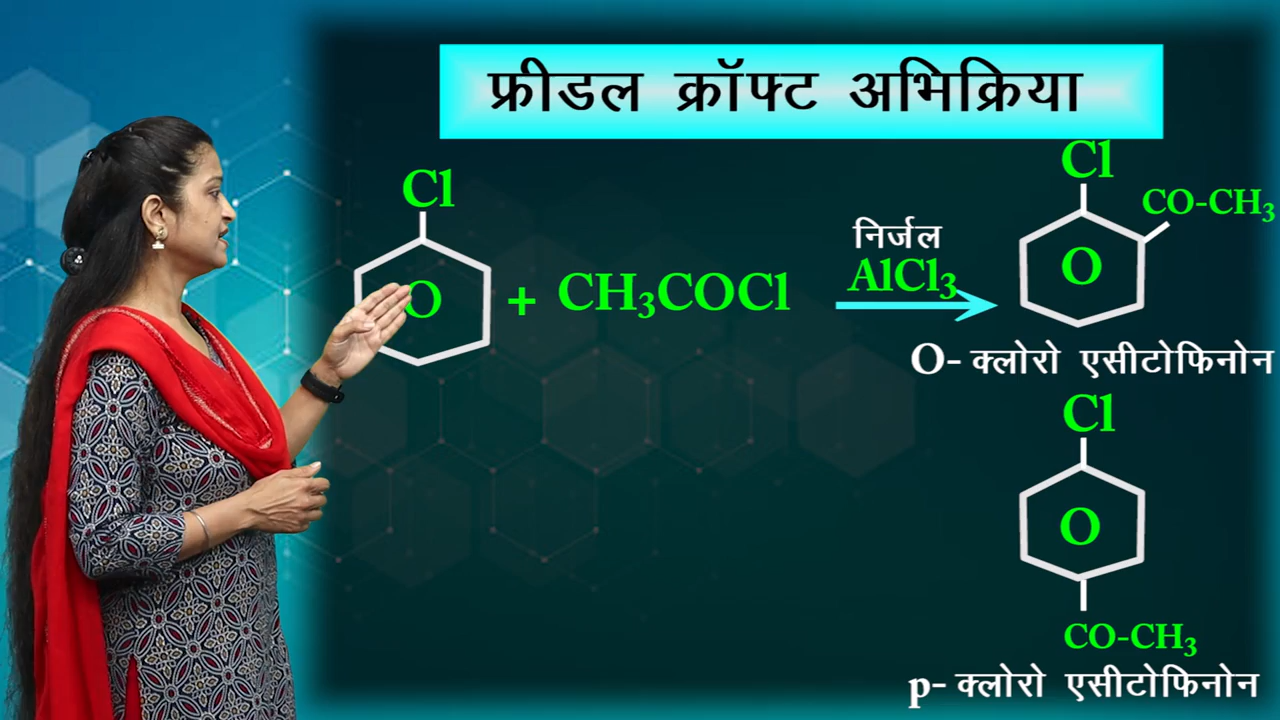 फ्रीडल क्रॉफ्ट अभिक्रिया
Cl
O
+ CH₃COCl
निर्जल
AlCl₃
Cl
CO-CH₃
O
O- क्लोरो एसीटोफिनोन
Cl
O
CO-CH₃
p- क्लोरो एसीटोफिनोन